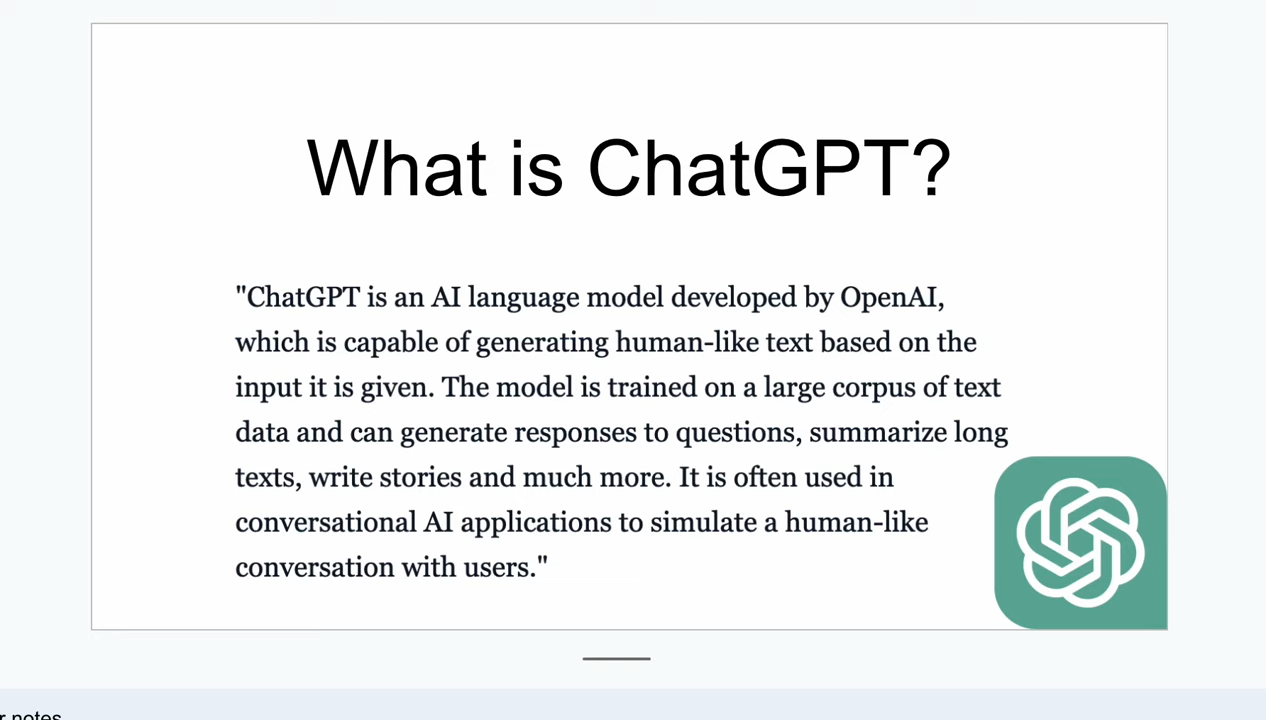 What is ChatGPT?
"ChatGPT is an AI language model developed by OpenAI,
which is capable of generating human-like text based on the
input it is given. The model is trained on a large corpus of text
data and can generate responses to questions, summarize long
texts, write stories and much more. It is often used in
conversational AI applications to simulate a human-like
conversation with users."
r notes